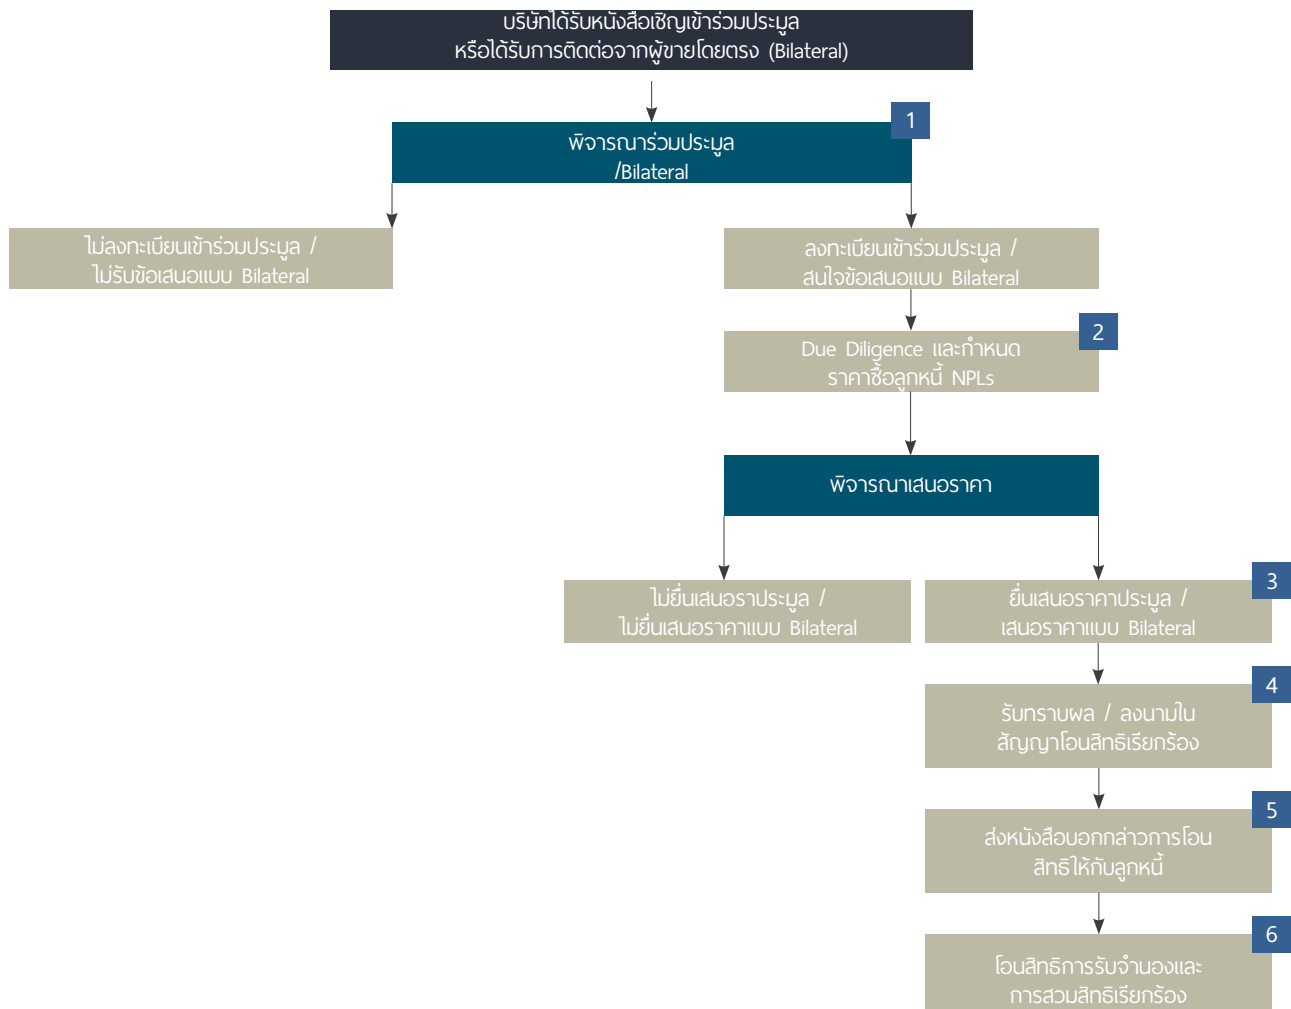 บริษัทได้รับหนังสือเชิญเข้าร่วมประมูล
หรือได้รับการติดต่อจากผู้ขายโดยตรง (Bilateral)
1
พิจารณาร่วมประมูล
/Bilateral
ไม่ลงทะเบียนเข้าร่วมประมูล /
ไม่รับข้อเสนอแบบ Bilateral
ลงทะเบียนเข้าร่วมประมูล /
สนใจข้อเสนอแบบ Bilateral
2
Due Diligence และกำหนด
ราคาซื้อลูกหนี้ NPLs
พิจารณาเสนอราคา
ไม่ยื่นเสนอราประมูล /
ไม่ยื่นเสนอราคาแบบ Bilateral
3
ยื่นเสนอราคาประมูล /
เสนอราคาแบบ Bilateral
4
รับทราบผล / ลงนามใน
สัญญาโอนสิทธิเรียกร้อง
5
ส่งหนังสือบอกกล่าวการโอน
สิทธิให้กับลูกหนี้
6
โอนสิทธิการรับจำนองและ
การสวมสิทธิเรียกร้อง